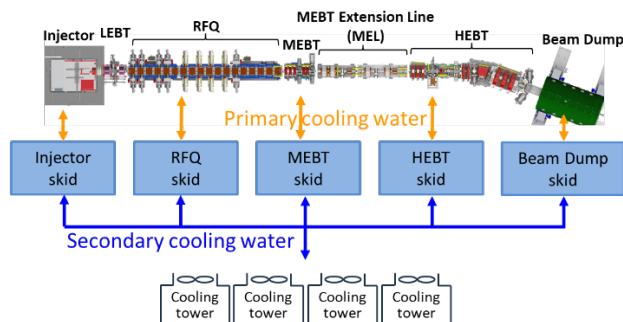 Injector
LEBT
RFQ
MEBT
MEBT Extension Line
(MEL)
HEBT
Beam Dump
Primary cooling water
Injector
skid
RFQ
skid
MEBT
skid
HEBT
skid
Beam Dump
skid
Secondary cooling water
Cooling
tower
Cooling
tower
Cooling
tower
Cooling
tower